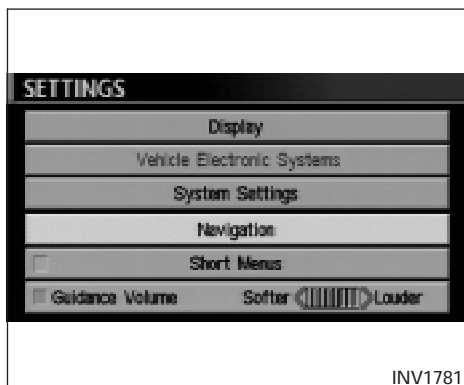 SETTINGS
Display
Vehicle Electronic Systems
System Settings
Navigation
Short Menus
Guidance Volume Softer Louder
INV1781